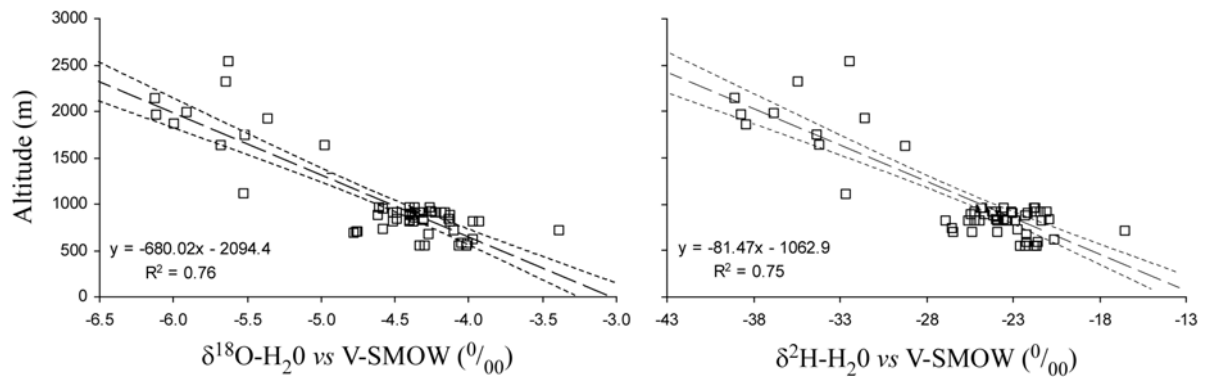 3000
2500
2000
1500
1000
500
0
Altitude (m)
y = -680.02x - 2094.4
R² = 0.76
-6.5 -6.0 -5.5 -5.0 -4.5 -4.0 -3.5 -3.0
δ¹⁸O-H₂0 vs V-SMOW (⁰/₀₀)
y = -81.47x - 1062.9
R² = 0.75
-43 -38 -33 -28 -23 -18 -13
δ²H-H₂0 vs V-SMOW (⁰/₀₀)